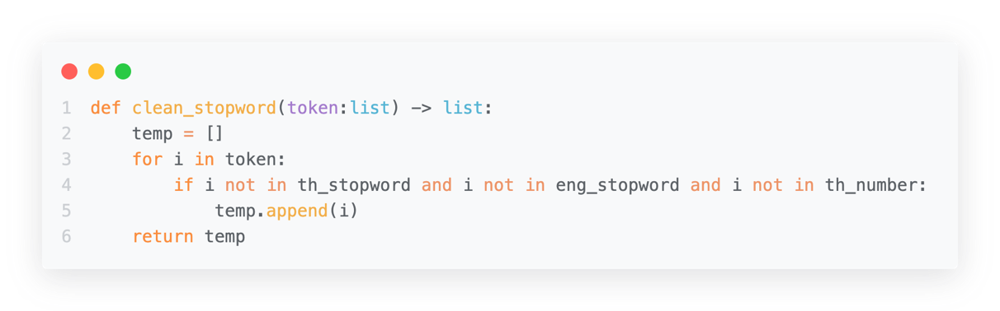 1 def clean_stopword(token:list) -> list:
2     temp = []
3     for i in token:
4         if i not in th_stopword and i not in eng_stopword and i not in th_number:
5             temp.append(i)
6     return temp